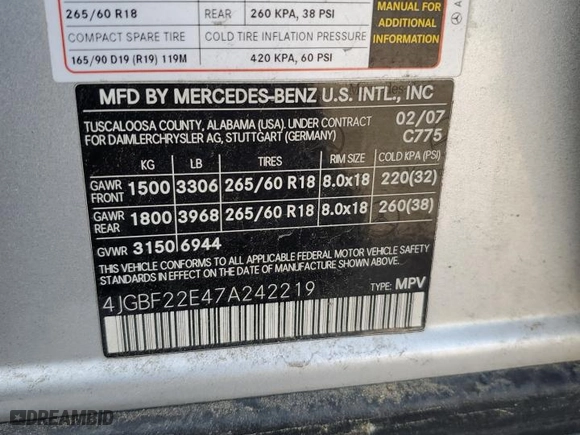 265/60 R18 REAR 260 KPA, 38 PSI
MANUAL FOR
ADDITIONAL
INFORMATION
COMPACT SPARE TIRE COLD TIRE INFLATION PRESSURE
165/90 D19 (R19) 119M 420 KPA, 60 PSI
MFD BY MERCEDES-BENZ U.S. INTL., INC
TUSCALOOSA COUNTY, ALABAMA (USA). UNDER CONTRACT 02/07
FOR DAIMLERCHRYSLER AG, STUTTGART (GERMANY) C775
KG LB TIRES RIM SIZE COLD KPA (PSI)
GAWR FRONT 1500 3306 265/60 R18 8.0x18 220(32)
GAWR REAR 1800 3968 265/60 R18 8.0x18 260(38)
GVWR 3150 6944
THIS VEHICLE CONFORMS TO ALL APPLICABLE FEDERAL MOTOR VEHICLE SAFETY
STANDARDS IN EFFECT ON THE DATE OF MANUFACTURE SHOWN ABOVE.
4JGBF22E47A242219 TYPE: MPV
DREAMBID